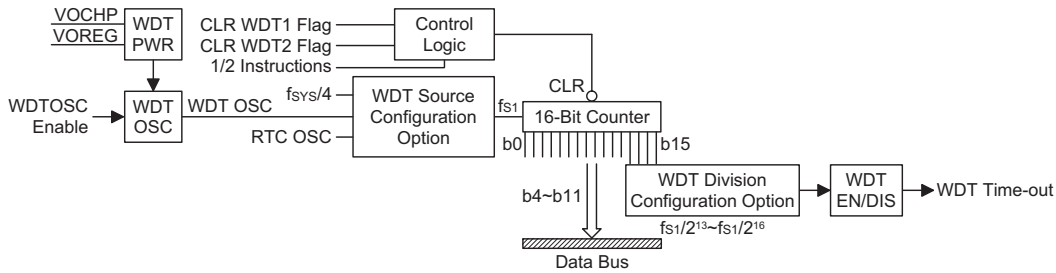 VOCHP
VOREG
WDT
PWR
CLR WDT1 Flag
CLR WDT2 Flag
1/2 Instructions
Control
Logic
WDTOSC
Enable
WDT
OSC
WDT OSC
fSYS/4
RTC OSC
WDT Source
Configuration
Option
fS1
CLR
16-Bit Counter
b0
b15
b4~b11
WDT Division
Configuration Option
fS1/2¹³~fS1/2¹⁶
WDT
EN/DIS
WDT Time-out
Data Bus